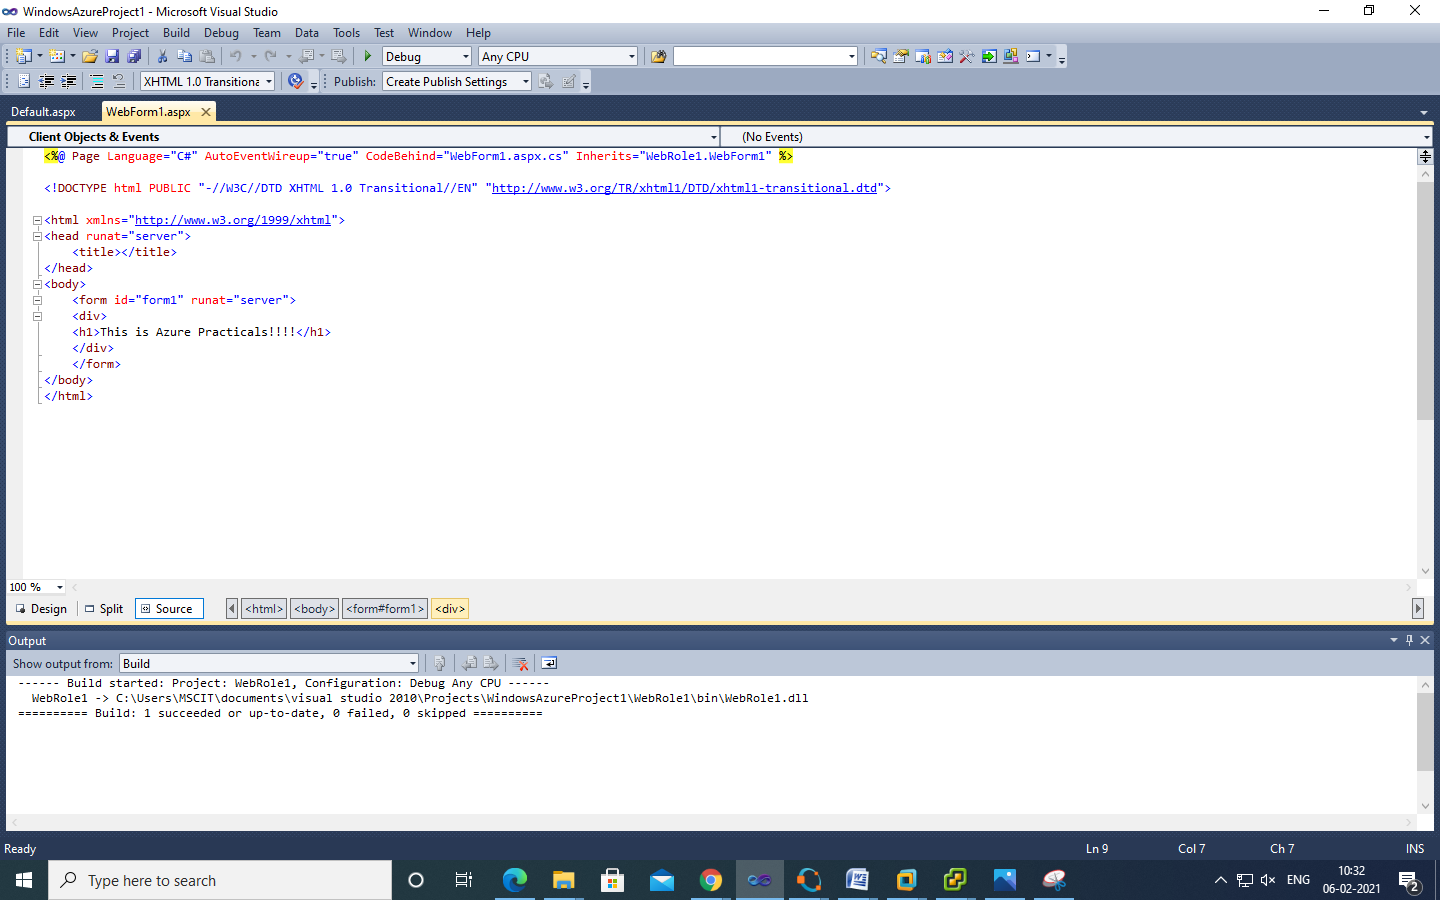 WindowsAzureProject1 - Microsoft Visual Studio
File Edit View Project Build Debug Team Data Tools Test Window Help
Debug Any CPU
XHTML 1.0 Transitiona Publish: Create Publish Settings
Default.aspx WebForm1.aspx
Client Objects & Events (No Events)
<%@ Page Language="C#" AutoEventWireup="true" CodeBehind="WebForm1.aspx.cs" Inherits="WebRole1.WebForm1" %>
<!DOCTYPE html PUBLIC "-//W3C//DTD XHTML 1.0 Transitional//EN" "http://www.w3.org/TR/xhtml1/DTD/xhtml1-transitional.dtd">
<html xmlns="http://www.w3.org/1999/xhtml">
<head runat="server">
<title></title>
</head>
<body>
<form id="form1" runat="server">
<div>
<h1>This is Azure Practicals!!!!</h1>
</div>
</form>
</body>
</html>
100 %
Design Split Source <html> <body> <form#form1> <div>
Output
Show output from: Build
------ Build started: Project: WebRole1, Configuration: Debug Any CPU ------
WebRole1 -> C:\Users\MSCIT\documents\visual studio 2010\Projects\WindowsAzureProject1\WebRole1\bin\WebRole1.dll
========== Build: 1 succeeded or up-to-date, 0 failed, 0 skipped ==========
Ready Ln 9 Col 7 Ch 7 INS
Type here to search ENG 10:32
06-02-2021
2